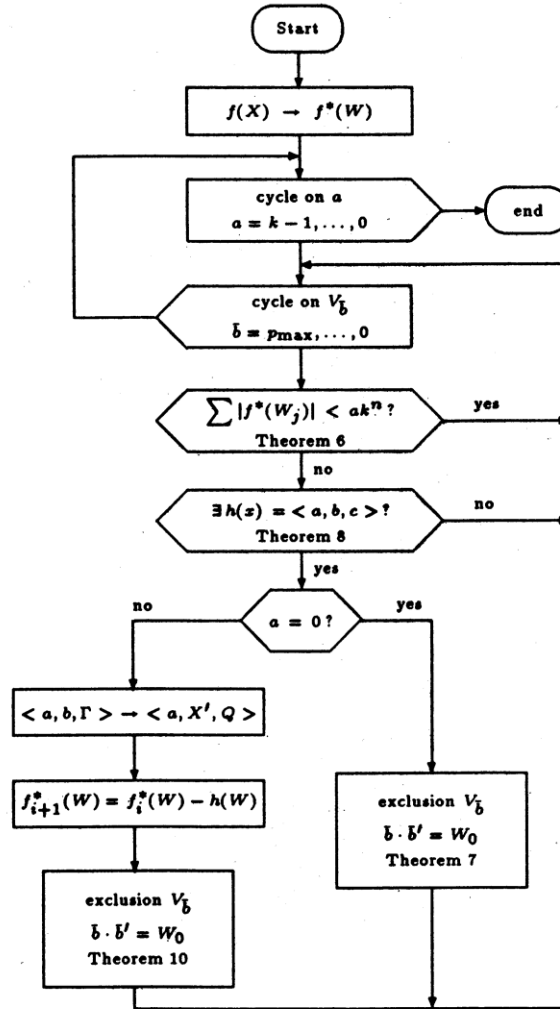 Start
f(X) → f*(W)
cycle on a
a = k − 1, . . . , 0
end
cycle on V_b̄
b̄ = p_max, . . . , 0
∑ |f*(W_j)| < ak^n ?
Theorem 6
yes
no
∃ h(x) = < a, b, c > ?
Theorem 8
no
yes
no
a = 0 ?
yes
< a, b, Γ > → < a, X′, Q >
f*_{i+1}(W) = f*_i(W) − h(W)
exclusion V_b̄
b̄ · b̄′ = W_0
Theorem 7
exclusion V_b̄
b̄ · b̄′ = W_0
Theorem 10